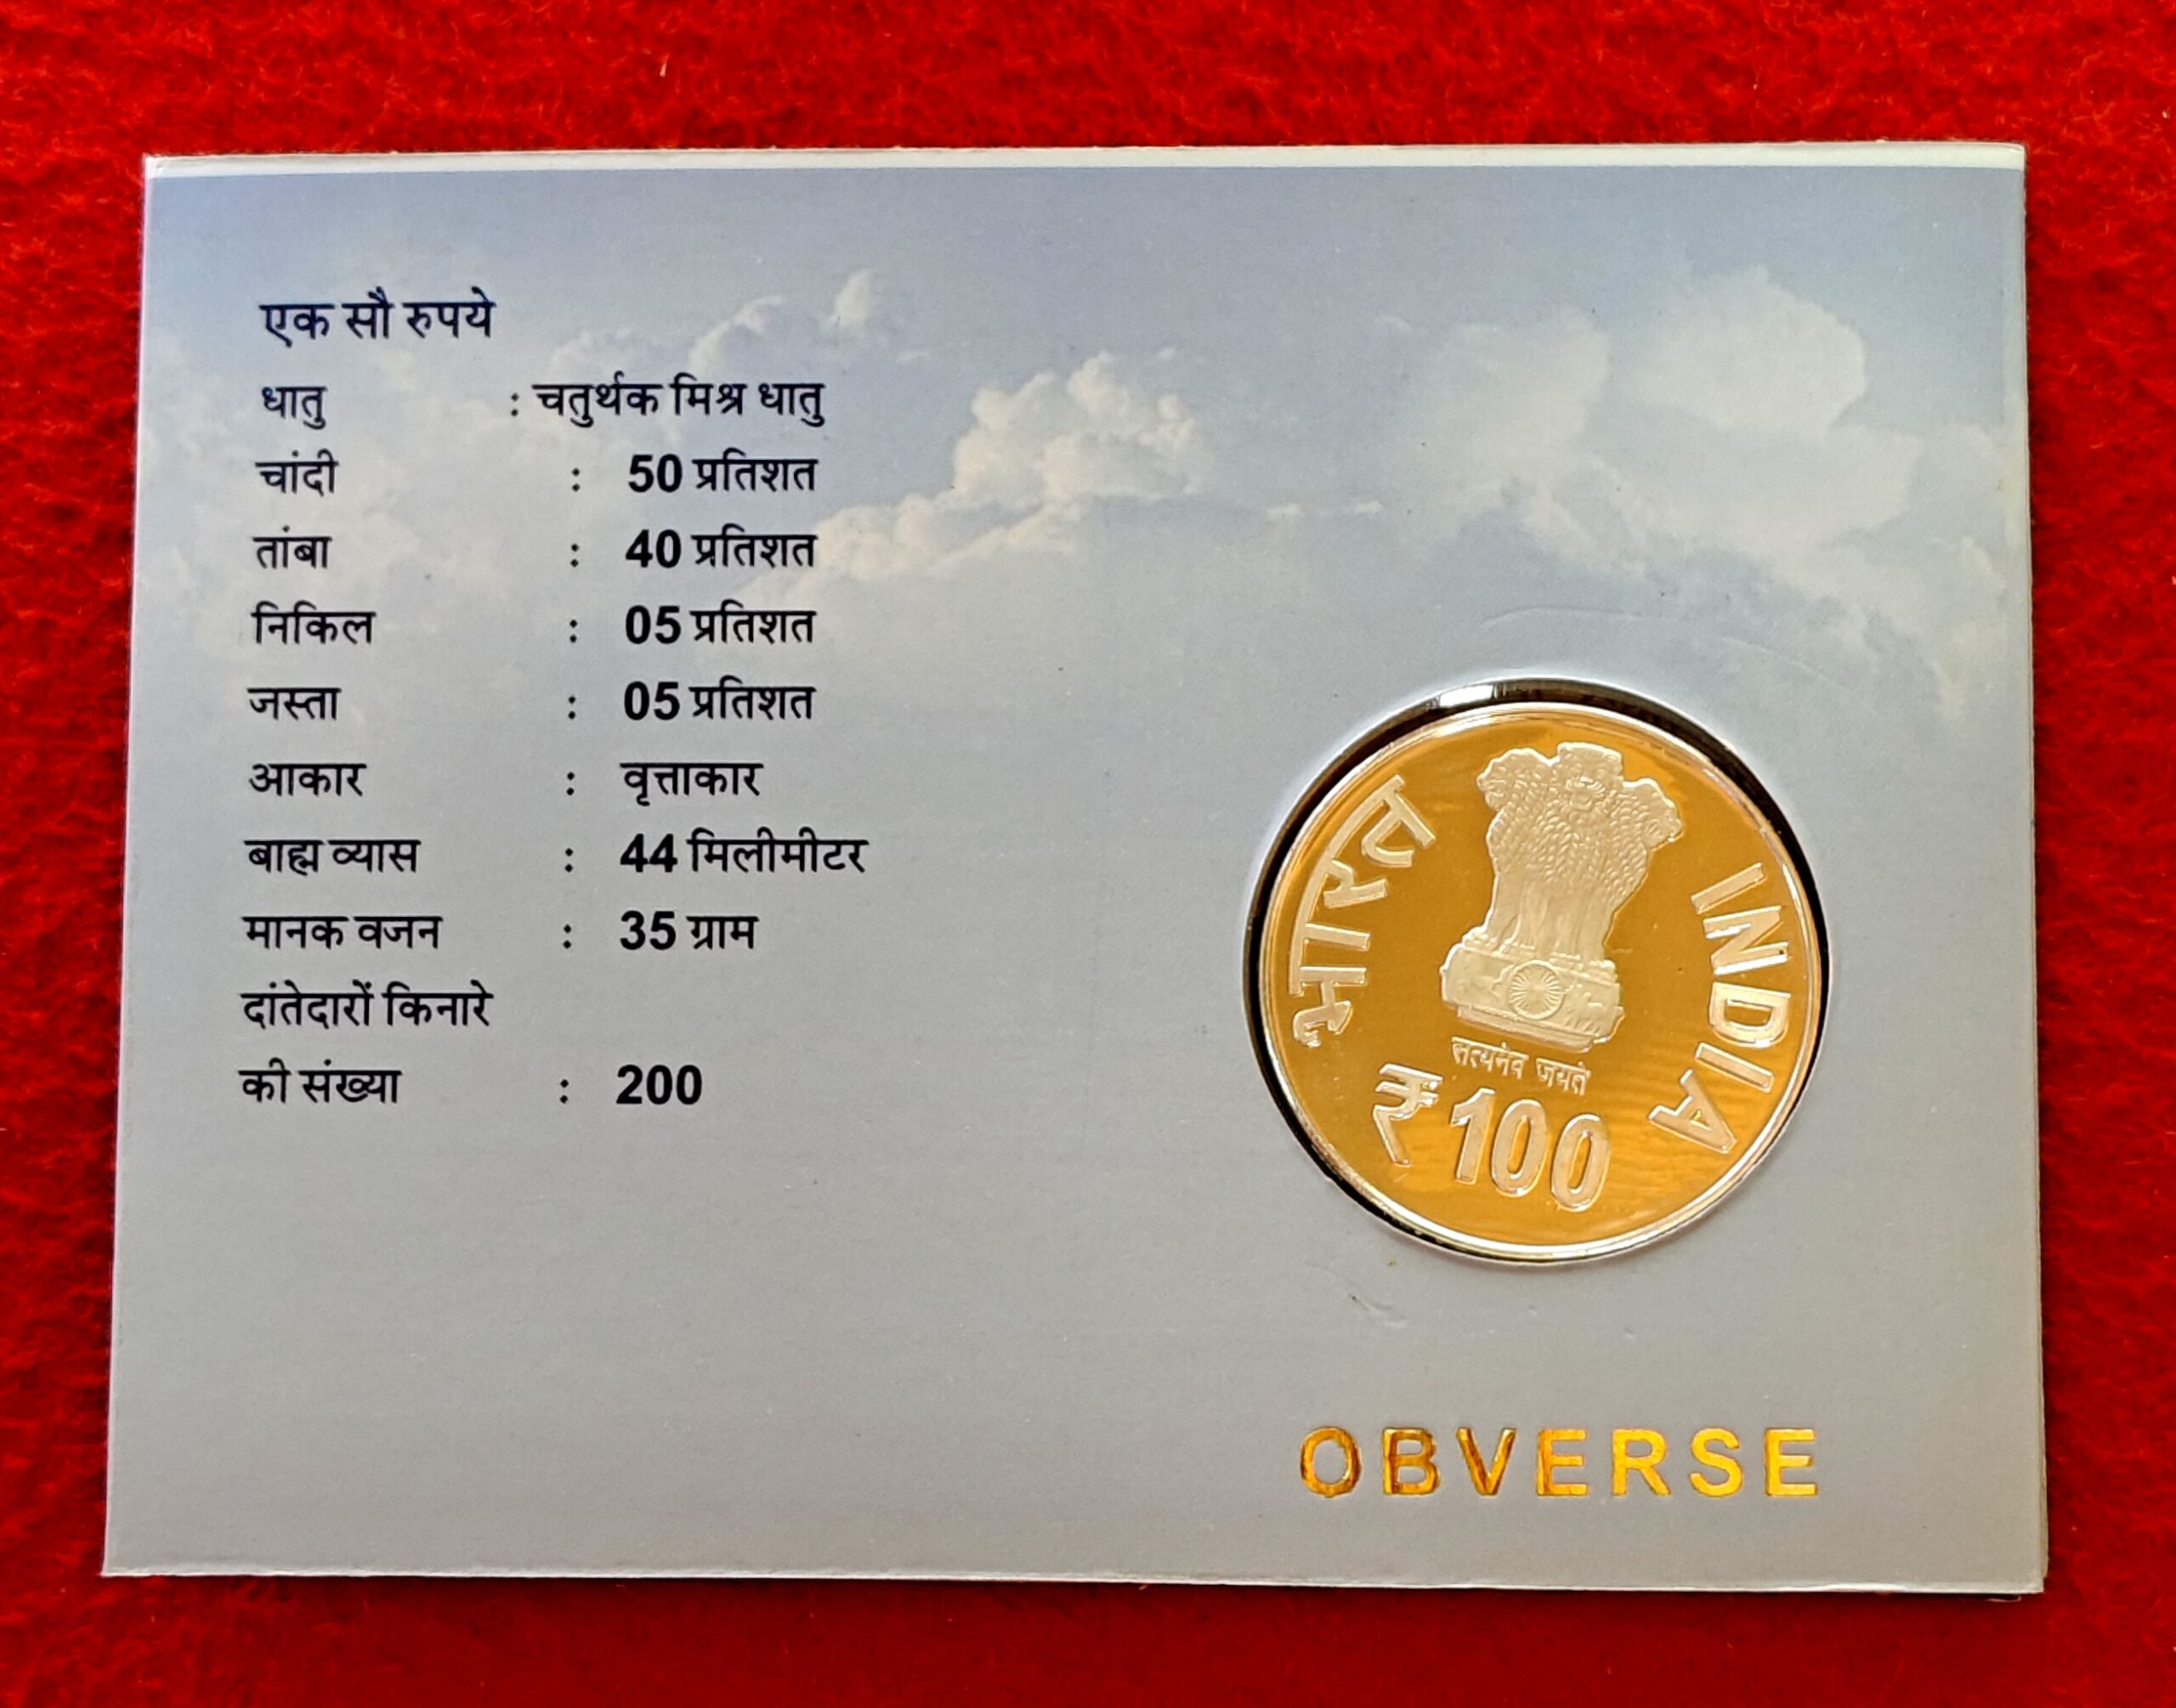 एक सौ रुपये
धातु : चतुर्थक मिश्र धातु
चांदी : 50 प्रतिशत
तांबा : 40 प्रतिशत
निकिल : 05 प्रतिशत
जस्ता : 05 प्रतिशत
आकार : वृत्ताकार
बाह्म व्यास : 44 मिलीमीटर
मानक वजन : 35 ग्राम
दांतेदारों किनारे
की संख्या : 200
भारत
INDIA
सत्यमेव जयते
₹ 100
OBVERSE